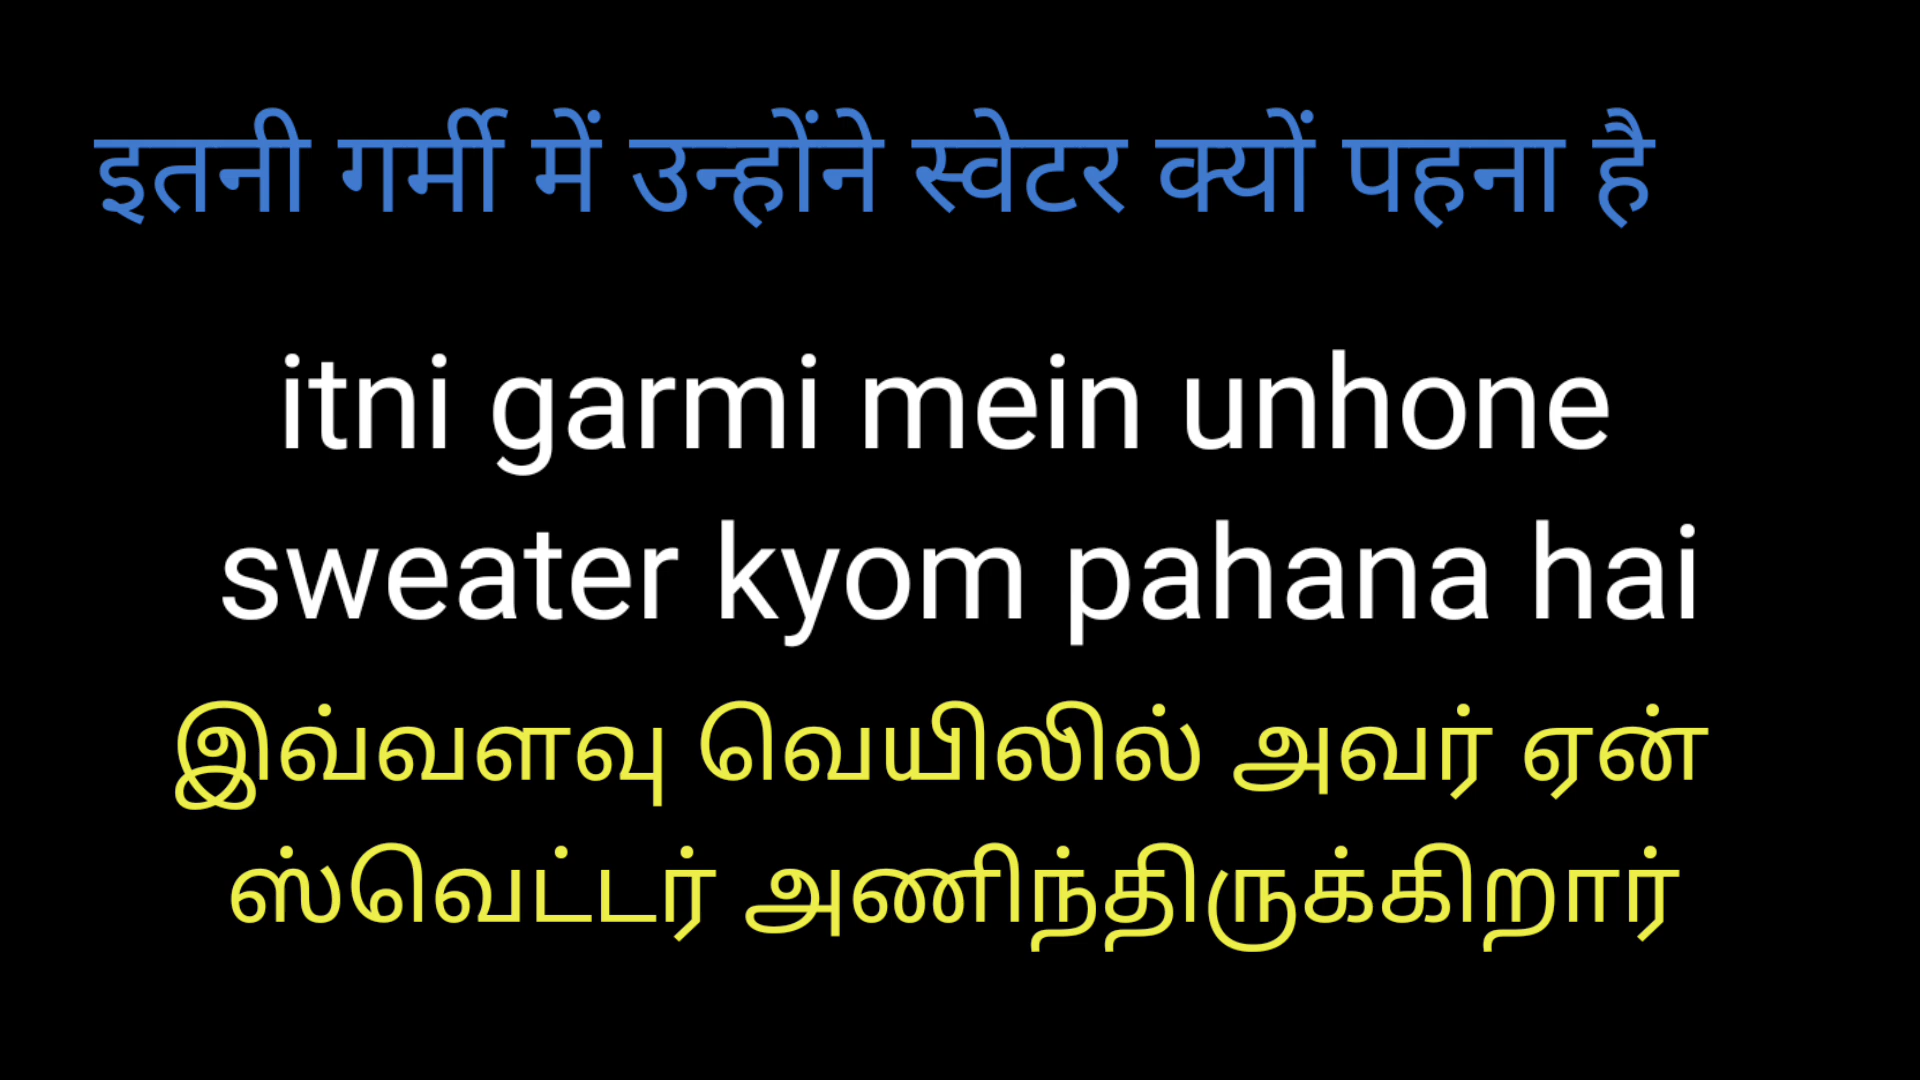 इतनी गर्मी में उन्होंने स्वेटर क्यों पहना है
itni garmi mein unhone
sweater kyom pahana hai
இவ்வளவு வெயிலில் அவர் ஏன்
ஸ்வெட்டர் அணிந்திருக்கிறார்